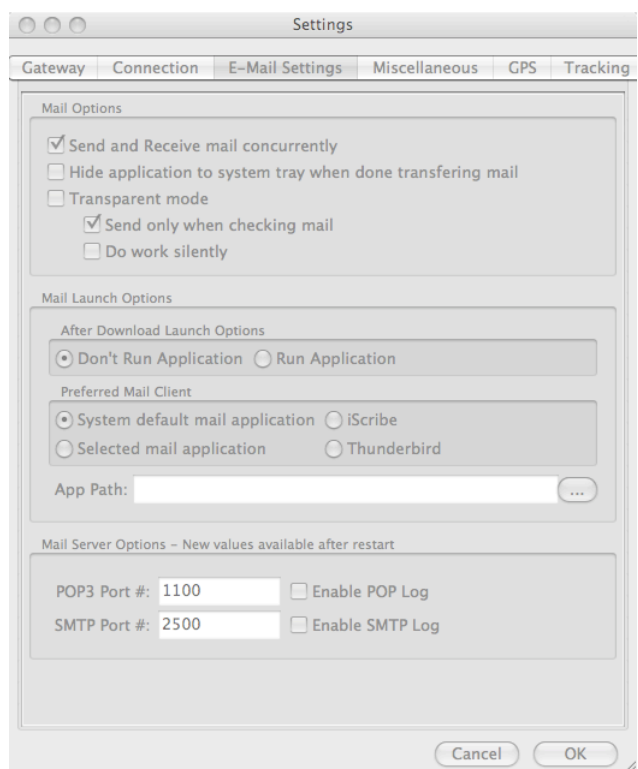 Settings
Gateway Connection E-Mail Settings Miscellaneous GPS Tracking
Mail Options
Send and Receive mail concurrently
Hide application to system tray when done transfering mail
Transparent mode
Send only when checking mail
Do work silently
Mail Launch Options
After Download Launch Options
Don't Run Application Run Application
Preferred Mail Client
System default mail application iScribe
Selected mail application Thunderbird
App Path: ...
Mail Server Options - New values available after restart
POP3 Port #: 1100 Enable POP Log
SMTP Port #: 2500 Enable SMTP Log
Cancel OK